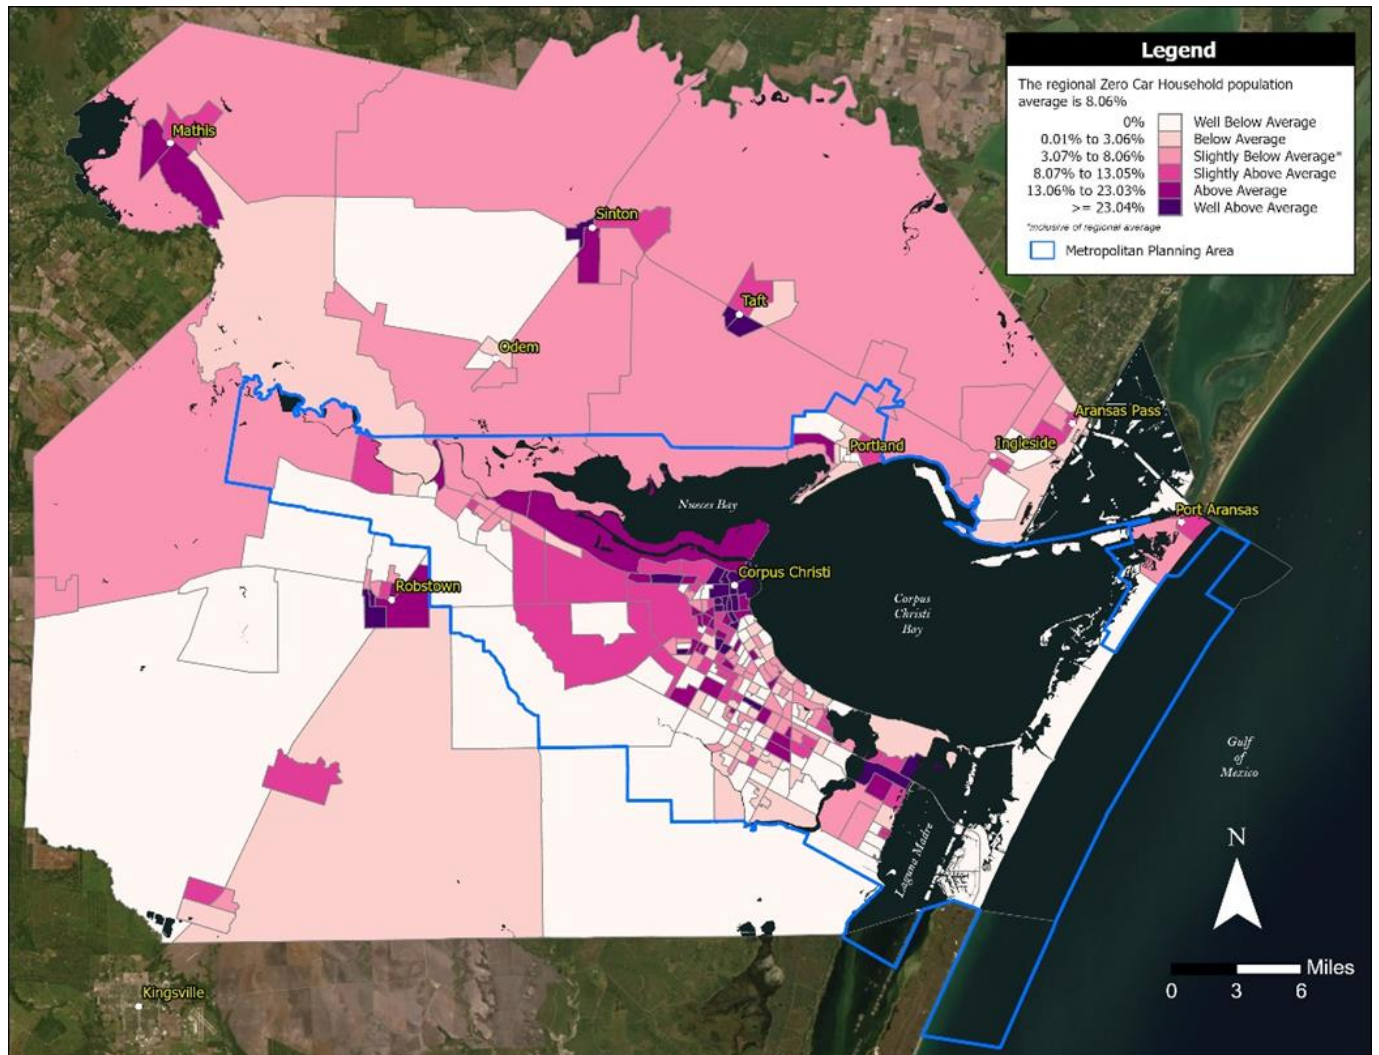 Legend
The regional Zero Car Household population
average is 8.06%
0% Well Below Average
0.01% to 3.06% Below Average
3.07% to 8.06% Slightly Below Average*
8.07% to 13.05% Slightly Above Average
13.06% to 23.03% Above Average
>= 23.04% Well Above Average
*inclusive of regional average
Metropolitan Planning Area
Mathis
Sinton
Taft
Odem
Aransas Pass
Portland
Ingleside
Nueces Bay
Port Aransas
Corpus Christi
Robstown
Corpus
Christi
Bay
Gulf
of
Mexico
Laguna Madre
N
Kingsville
Miles
0 3 6